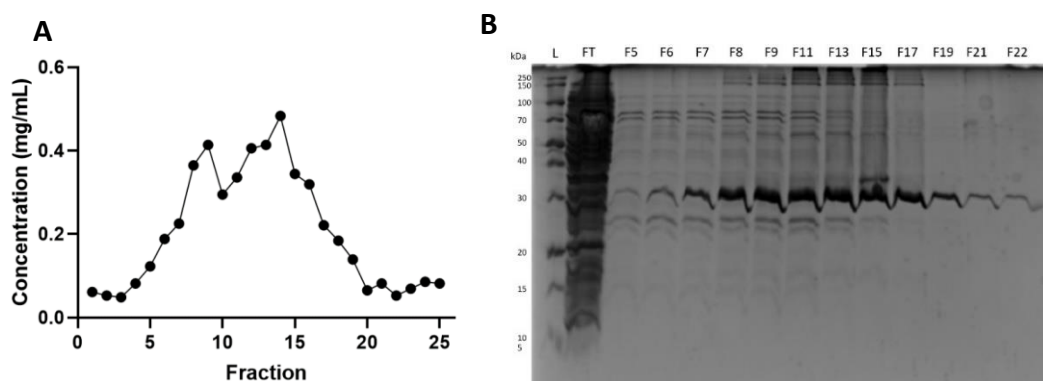 A
Concentration (mg/mL)
0.6
0.4
0.2
0.0
0 5 10 15 20 25
Fraction
B
kDa L FT F5 F6 F7 F8 F9 F11 F13 F15 F17 F19 F21 F22
250
150
100
70
50
40
30
20
15
10
5